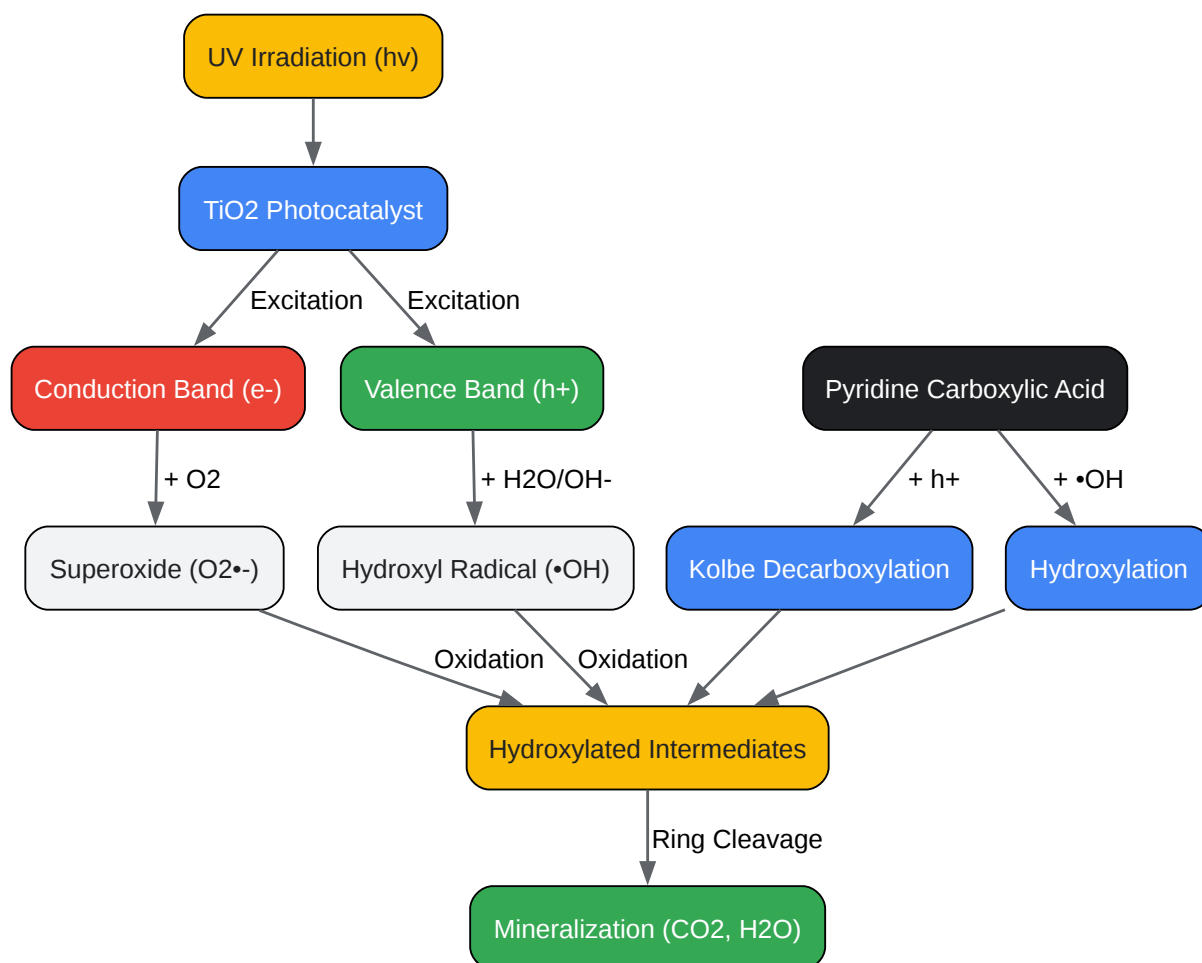 UV Irradiation (hv)
TiO2 Photocatalyst
Excitation
Excitation
Conduction Band (e-)
Valence Band (h+)
Pyridine Carboxylic Acid
+ O2
+ H2O/OH-
+ h+
+ •OH
Superoxide (O2•-)
Hydroxyl Radical (•OH)
Kolbe Decarboxylation
Hydroxylation
Oxidation
Oxidation
Hydroxylated Intermediates
Ring Cleavage
Mineralization (CO2, H2O)